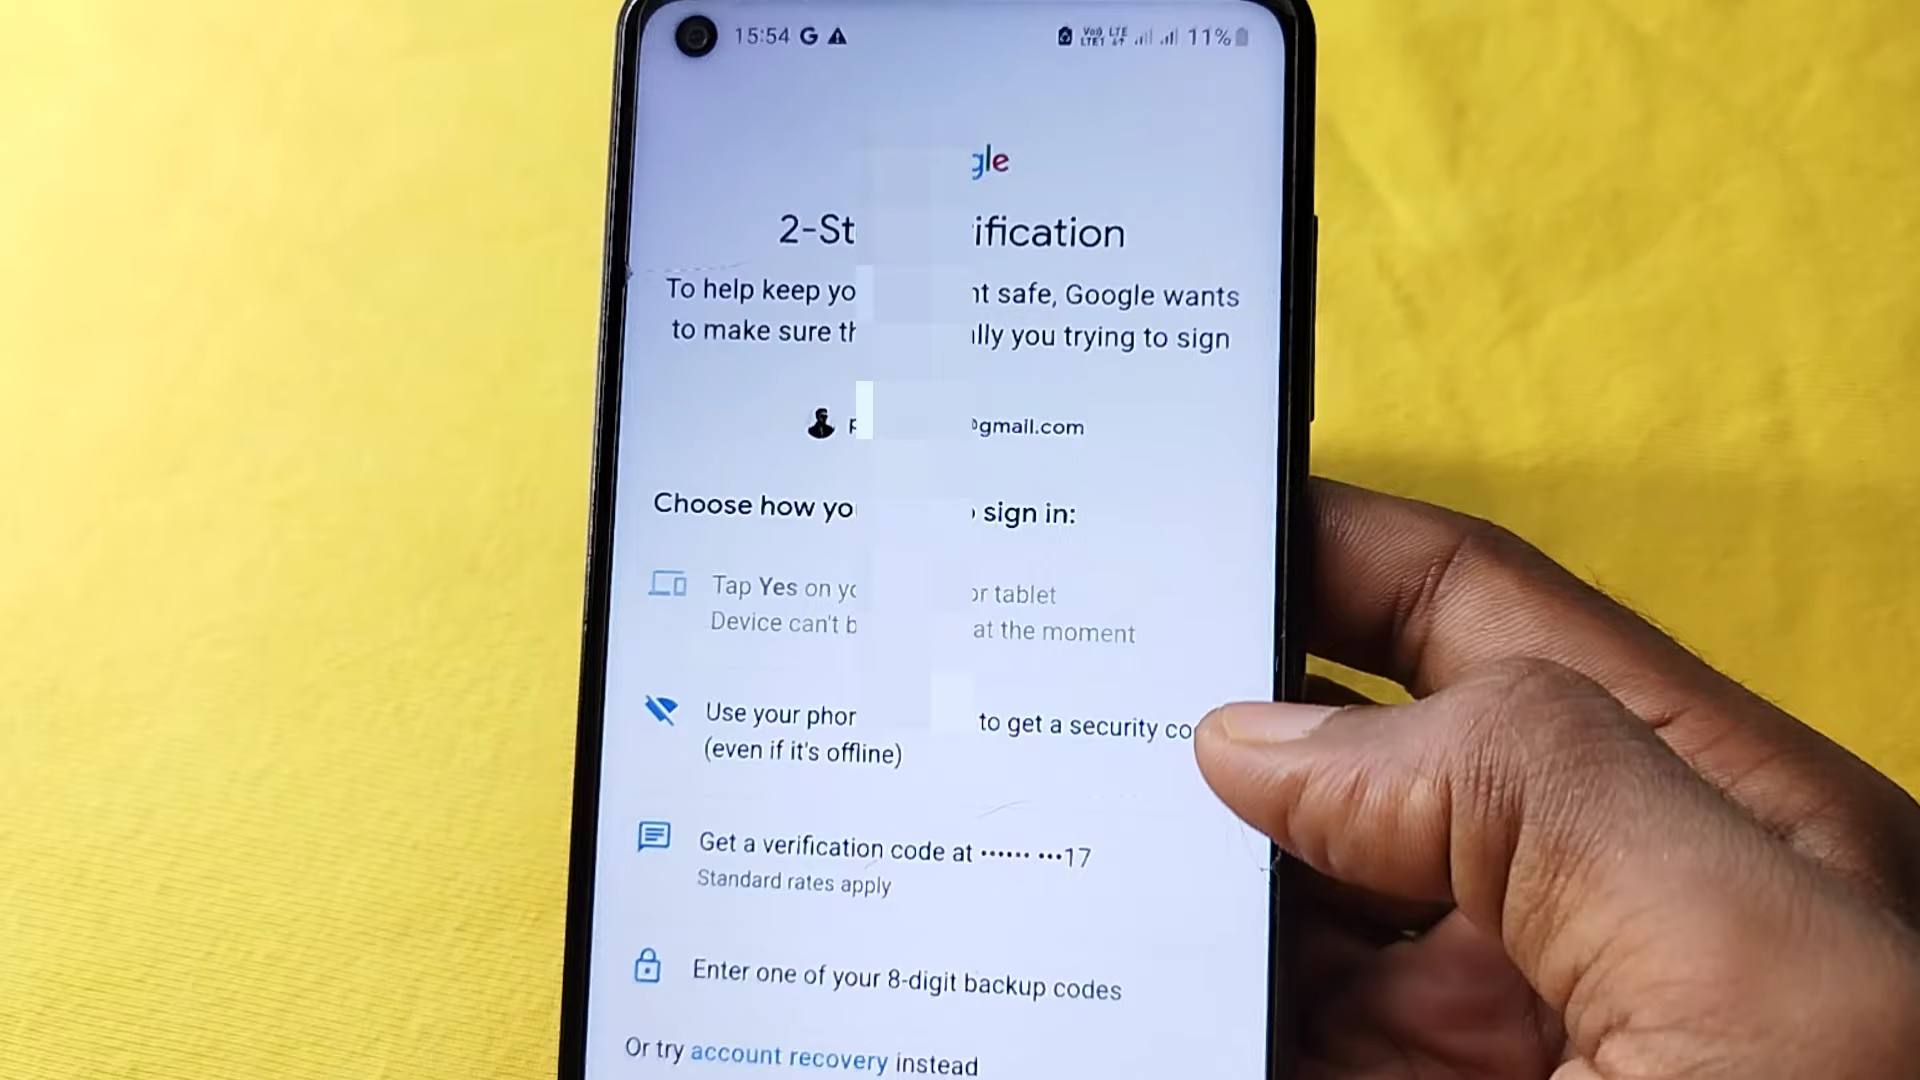 15:54 G 11%
gle
2-St ification
To help keep yo nt safe, Google wants
to make sure th lly you trying to sign
@gmail.com
Choose how yo sign in:
Tap Yes on yo or tablet
Device can't b at the moment
Use your phon to get a security co
(even if it's offline)
Get a verification code at •••••• •••17
Standard rates apply
Enter one of your 8-digit backup codes
Or try account recovery instead